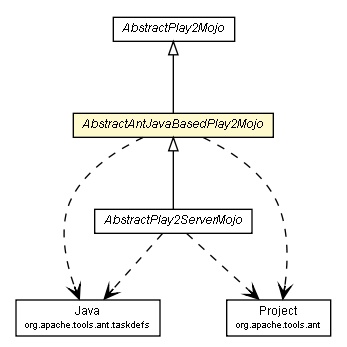 AbstractPlay2Mojo
AbstractAntJavaBasedPlay2Mojo
AbstractPlay2ServerMojo
Java
org.apache.tools.ant.taskdefs
Project
org.apache.tools.ant